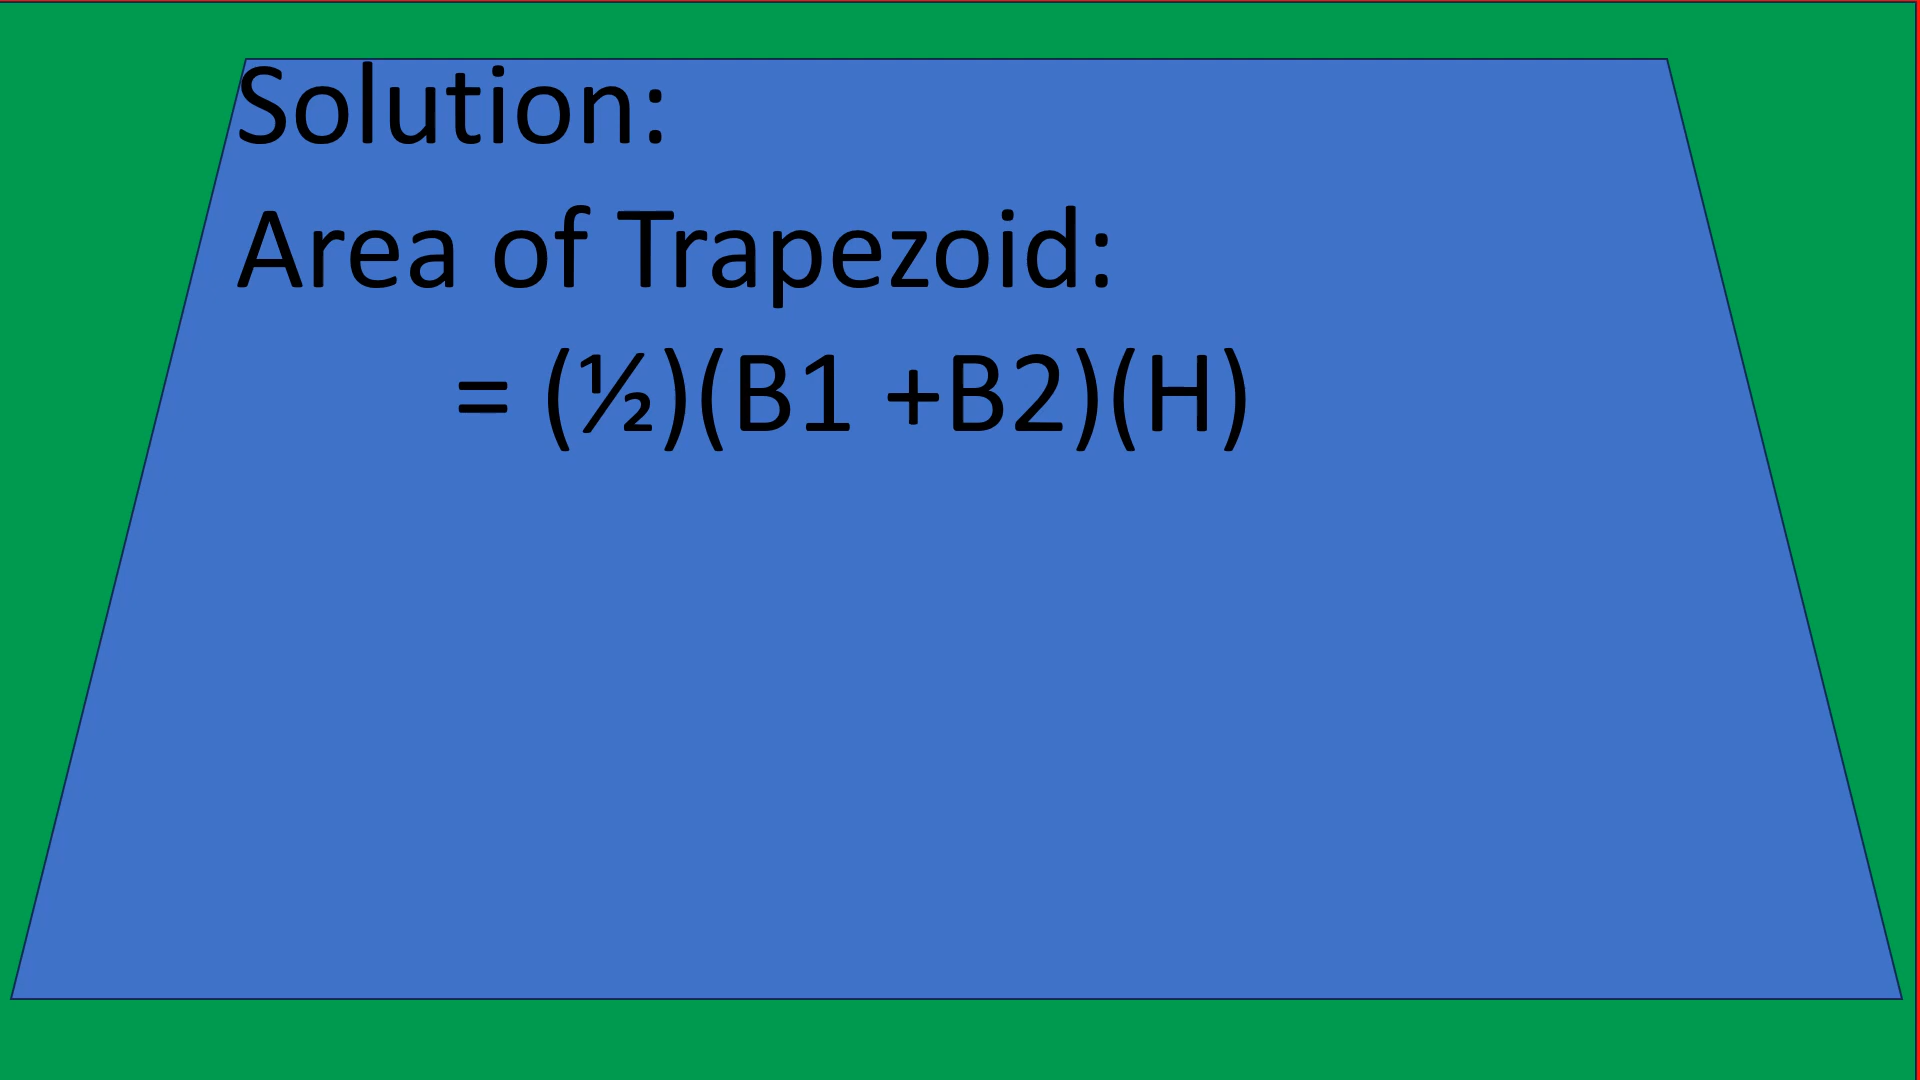 Solution:
Area of Trapezoid:
= (½)(B1 +B2)(H)